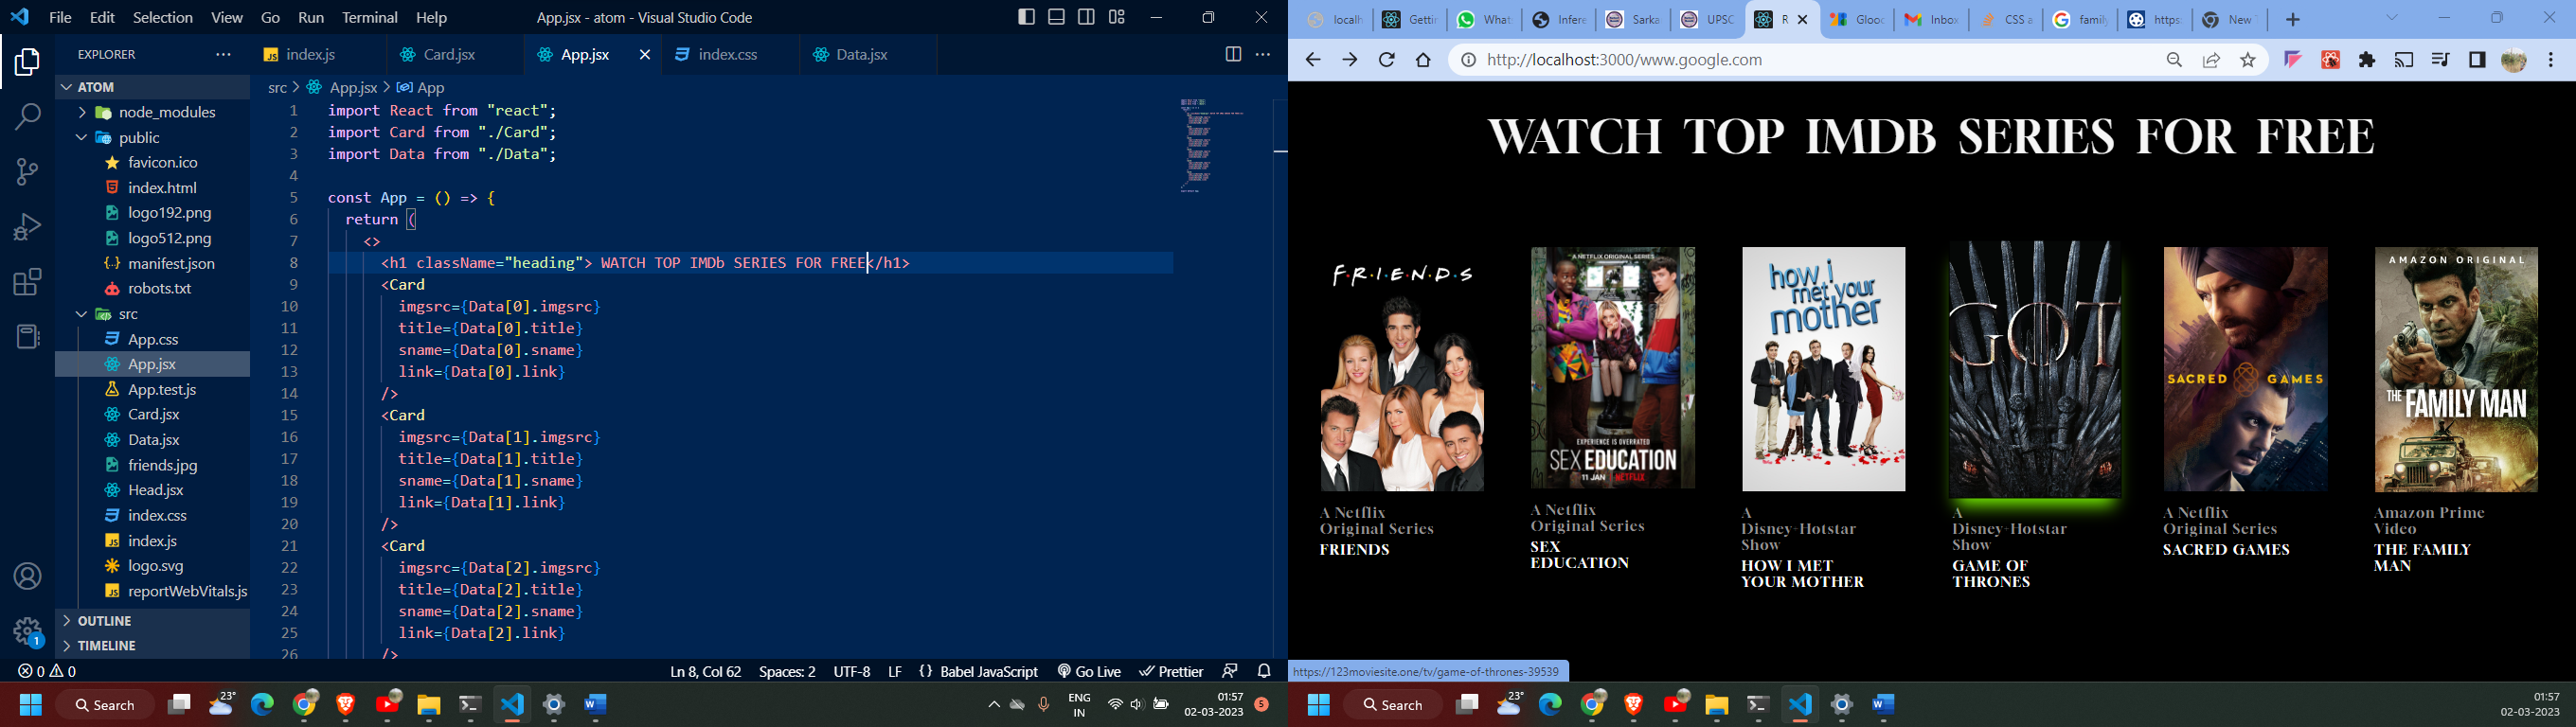 File Edit Selection View Go Run Terminal Help
App.jsx - atom - Visual Studio Code
EXPLORER
index.js
Card.jsx
App.jsx
index.css
Data.jsx
ATOM
node_modules
public
favicon.ico
index.html
logo192.png
logo512.png
manifest.json
robots.txt
src
App.css
App.jsx
App.test.js
Card.jsx
Data.jsx
friends.jpg
Head.jsx
index.css
index.js
logo.svg
reportWebVitals.js
OUTLINE
TIMELINE
src > App.jsx > App
1 import React from "react";
2 import Card from "./Card";
3 import Data from "./Data";
4
5 const App = () => {
6 return (
7 <>
8 <h1 className="heading"> WATCH TOP IMDb SERIES FOR FREE</h1>
9 <Card
10 imgsrc={Data[0].imgsrc}
11 title={Data[0].title}
12 sname={Data[0].sname}
13 link={Data[0].link}
14 />
15 <Card
16 imgsrc={Data[1].imgsrc}
17 title={Data[1].title}
18 sname={Data[1].sname}
19 link={Data[1].link}
20 />
21 <Card
22 imgsrc={Data[2].imgsrc}
23 title={Data[2].title}
24 sname={Data[2].sname}
25 link={Data[2].link}
26 />
1
0 0
Ln 8, Col 62 Spaces: 2 UTF-8 LF {} Babel JavaScript Go Live Prettier
Search
23°
ENG
IN
01:57
02-03-2023
5
localh
Gettin
What
Infere
Sarka
UPSC
R
Glooc
Inbox
CSS a
family
https:
New T
http://localhost:3000/www.google.com
WATCH TOP IMDB SERIES FOR FREE
F·R·I·E·N·D·S
A Netflix
Original Series
FRIENDS
A NETFLIX ORIGINAL SERIES
EXPERIENCE IS OVERRATED
SEX EDUCATION
11 JAN NETFLIX
A Netflix
Original Series
SEX
EDUCATION
how i
met your
mother
A
Disney-Hotstar
Show
HOW I MET
YOUR MOTHER
GOT
A
Disney-Hotstar
Show
GAME OF
THRONES
SACRED GAMES
A Netflix
Original Series
SACRED GAMES
AMAZON ORIGINAL
THE FAMILY MAN
Amazon Prime
Video
THE FAMILY
MAN
https://123moviesite.one/tv/game-of-thrones-39539
Search
23°
01:57
02-03-2023